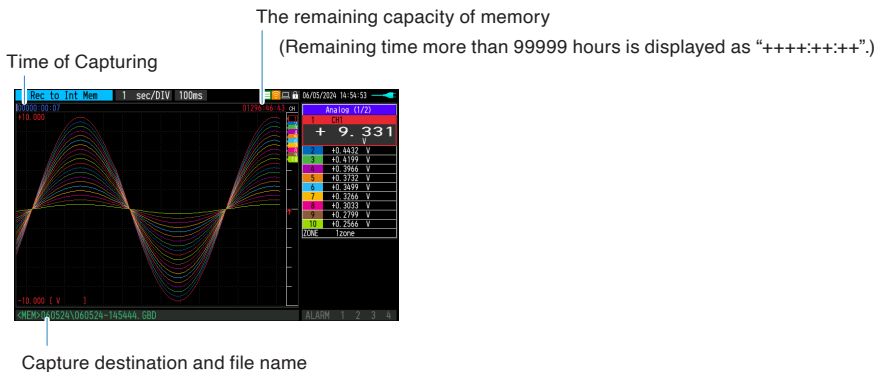 The remaining capacity of memory
(Remaining time more than 99999 hours is displayed as “++++:++:++”.)
Time of Capturing
Rec to Int Mem 1 sec/DIV 100ms 06/05/2024 14:54:53
00000:00:07 01296:46:43 CH
Analog (1/2)
+10.000
1 CH1
+ 9.331
V
2 +0.4432 V
3 +0.4199 V
4 +0.3966 V
5 +0.3732 V
6 +0.3499 V
7 +0.3266 V
8 +0.3033 V
9 +0.2799 V
10 +0.2566 V
ZONE 1zone
-10.000 [ V ]
<MEM>060524\060524-145444.GBD
ALARM 1 2 3 4
Capture destination and file name